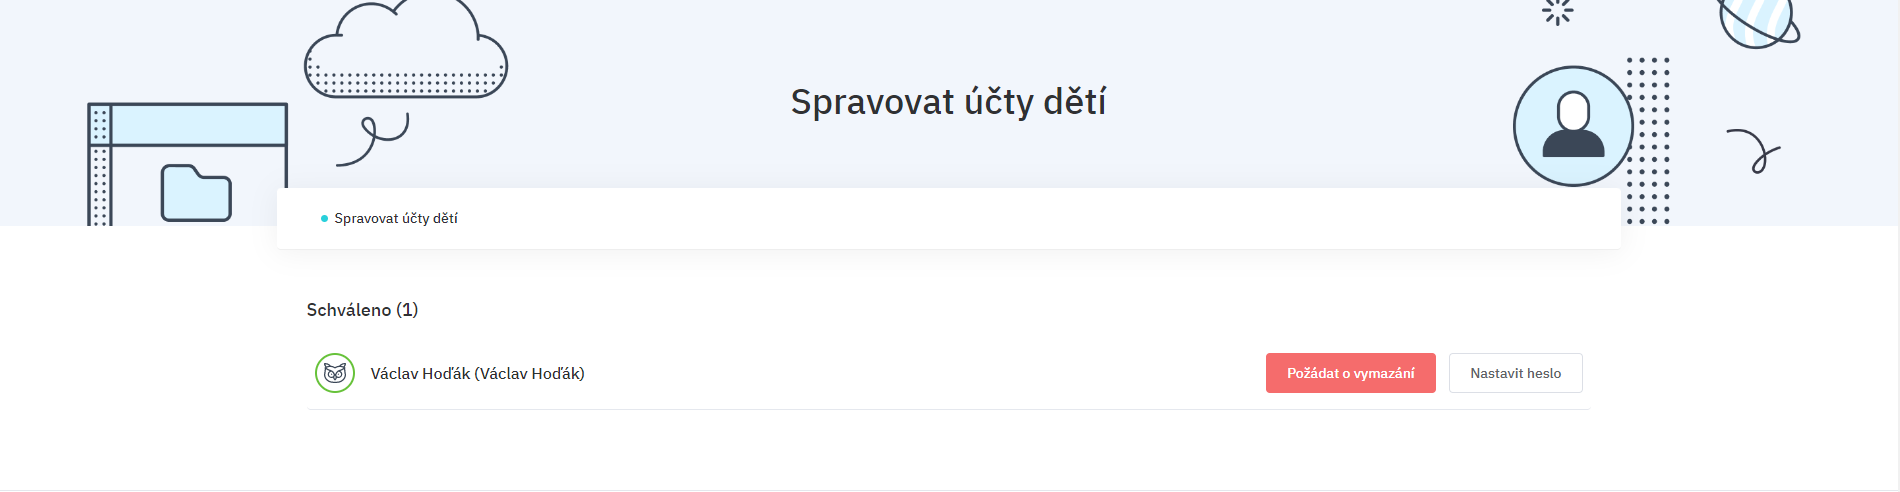 Spravovat účty dětí
Spravovat účty dětí
Schváleno (1)
Václav Hoďák (Václav Hoďák)
Požádat o vymazání
Nastavit heslo